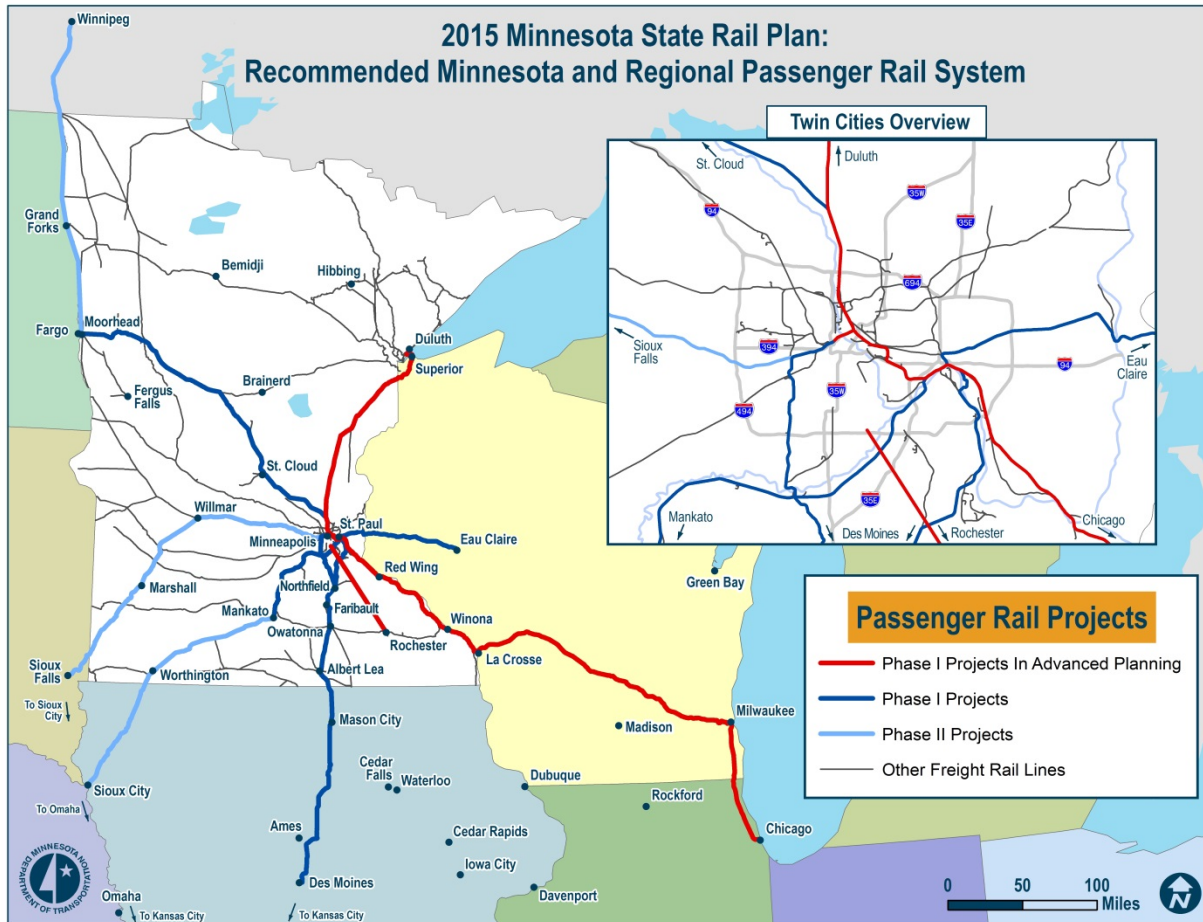 2015 Minnesota State Rail Plan:
Recommended Minnesota and Regional Passenger Rail System
Winnipeg
Grand
Forks
Bemidji
Hibbing
Fargo
Moorhead
Duluth
Superior
Fergus
Falls
Brainerd
St. Cloud
Willmar
St. Paul
Minneapolis
Eau Claire
Red Wing
Marshall
Northfield
Mankato
Faribault
Winona
Owatonna
Rochester
La Crosse
Sioux
Falls
Worthington
Albert Lea
To Sioux
City
Mason City
Madison
Milwaukee
Green Bay
Sioux City
Cedar
Falls
Waterloo
Dubuque
Rockford
To Omaha
Ames
Cedar Rapids
Chicago
Iowa City
Des Moines
Davenport
Omaha
To Kansas City
To Kansas City
MINNESOTA
DEPARTMENT OF TRANSPORTATION
Twin Cities Overview
St. Cloud
Duluth
35W
94
35E
694
Sioux
Falls
394
Eau
Claire
94
35W
494
35E
Mankato
Des Moines
Rochester
Chicago
Passenger Rail Projects
Phase I Projects In Advanced Planning
Phase I Projects
Phase II Projects
Other Freight Rail Lines
0 50 100
Miles
N